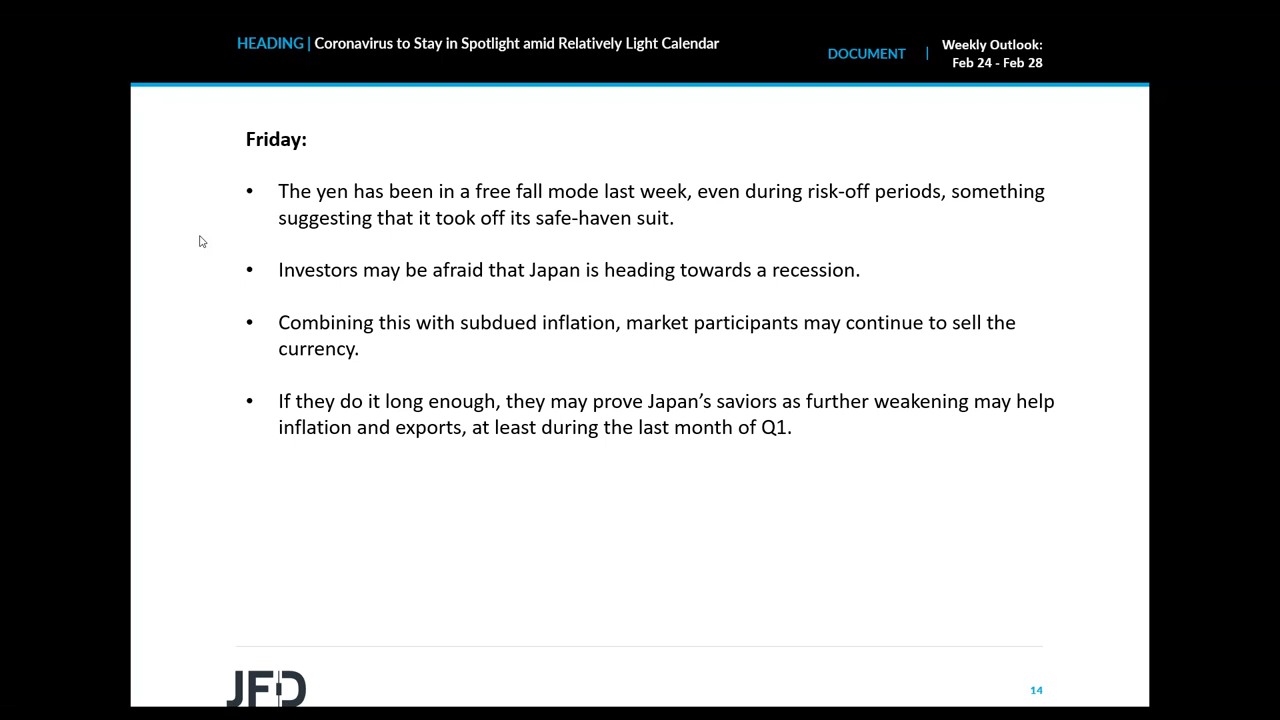 HEADING | Coronavirus to Stay in Spotlight amid Relatively Light Calendar
DOCUMENT | Weekly Outlook:
Feb 24 - Feb 28
Friday:
• The yen has been in a free fall mode last week, even during risk-off periods, something
suggesting that it took off its safe-haven suit.
• Investors may be afraid that Japan is heading towards a recession.
• Combining this with subdued inflation, market participants may continue to sell the
currency.
• If they do it long enough, they may prove Japan’s saviors as further weakening may help
inflation and exports, at least during the last month of Q1.
JFD
14